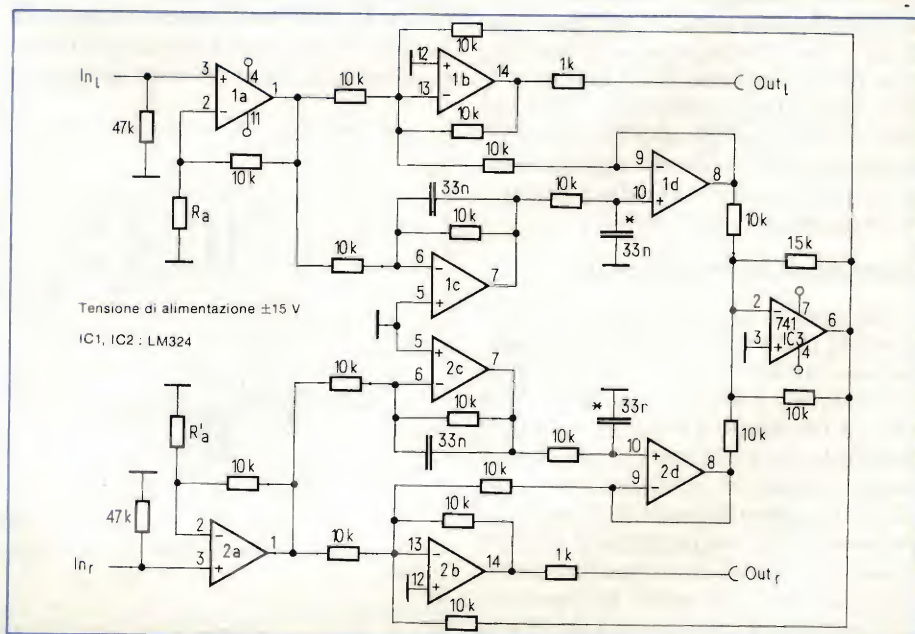 10k
In_l
3
+
4
1a
1
2
−
11
47k
10k
R_a
10k
12
+
1b
14
13
−
10k
1k
Out_l
10k
9
−
1d
8
10
+
33n
10k
10k
*
33n
10k
10k
6
−
1c
7
5
+
15k
2
−
7
741
IC3
6
3
+
4
10k
Tensione di alimentazione ±15 V
IC1, IC2 : LM324
5
+
2c
7
6
−
10k
10k
33n
10k
*
33r
10
+
2d
8
9
−
10k
R'_a
10k
47k
2
−
2a
1
3
+
In_r
10k
10k
10k
13
−
2b
14
12
+
1k
Out_r
10k